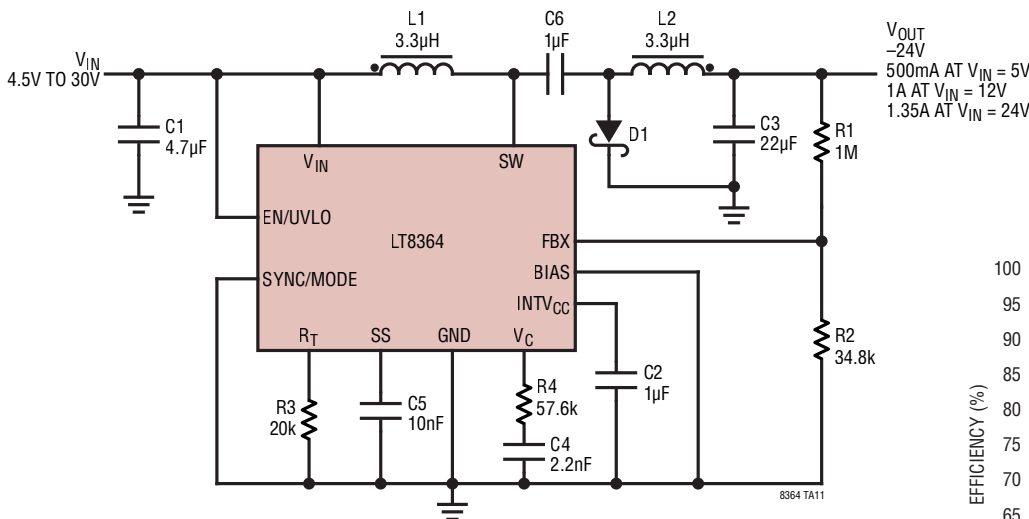 L1
3.3µH
C6
1µF
L2
3.3µH
VOUT
–24V
500mA AT VIN = 5V
1A AT VIN = 12V
1.35A AT VIN = 24V
VIN
4.5V TO 30V
C1
4.7µF
D1
C3
22µF
R1
1M
VIN
SW
EN/UVLO
LT8364
FBX
SYNC/MODE
BIAS
INTVCC
RT
SS
GND
VC
R2
34.8k
R3
20k
C5
10nF
R4
57.6k
C4
2.2nF
C2
1µF
8364 TA11
100
95
90
85
80
75
70
65
EFFICIENCY (%)